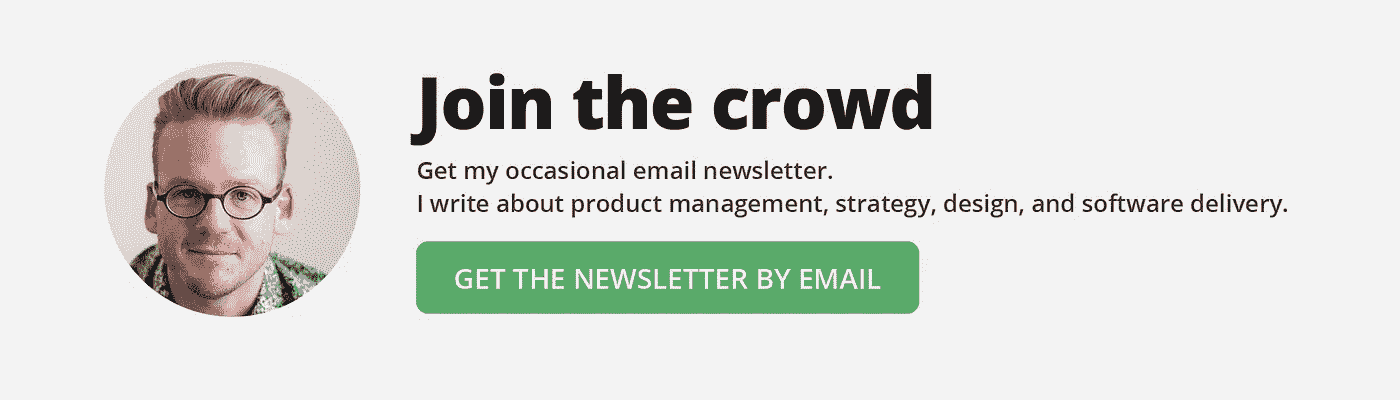 Join the crowd
Get my occasional email newsletter.
I write about product management, strategy, design, and software delivery.
GET THE NEWSLETTER BY EMAIL